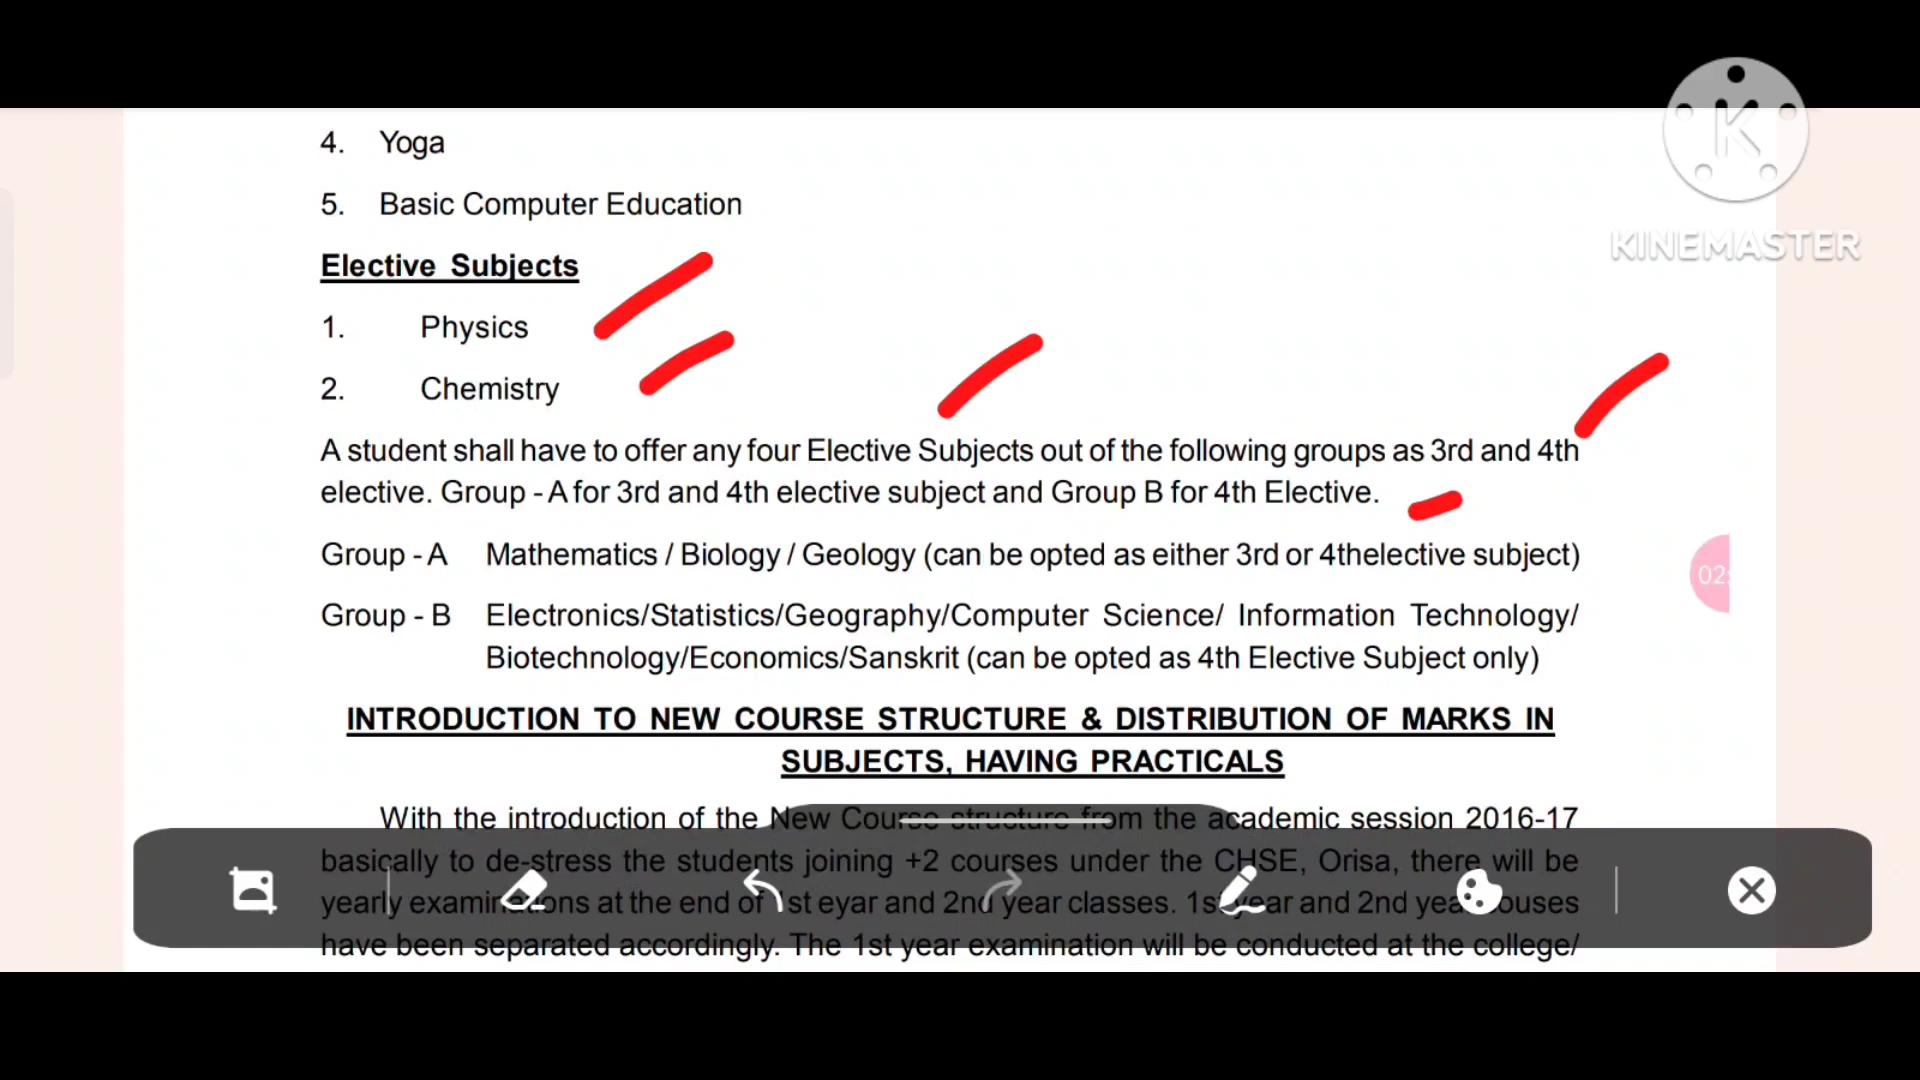 4. Yoga
5. Basic Computer Education
Elective Subjects
1. Physics
2. Chemistry
A student shall have to offer any four Elective Subjects out of the following groups as 3rd and 4th
elective. Group - A for 3rd and 4th elective subject and Group B for 4th Elective.
Group - A Mathematics / Biology / Geology (can be opted as either 3rd or 4thelective subject)
Group - B Electronics/Statistics/Geography/Computer Science/ Information Technology/
Biotechnology/Economics/Sanskrit (can be opted as 4th Elective Subject only)
INTRODUCTION TO NEW COURSE STRUCTURE & DISTRIBUTION OF MARKS IN
SUBJECTS, HAVING PRACTICALS
With the introduction of the New Course structure from the academic session 2016-17
basically to de-stress the students joining +2 courses under the CHSE, Orisa, there will be
yearly examinations at the end of 1st eyar and 2nd year classes. 1st year and 2nd year couses
have been separated accordingly. The 1st year examination will be conducted at the college/
K
KINEMASTER
02: